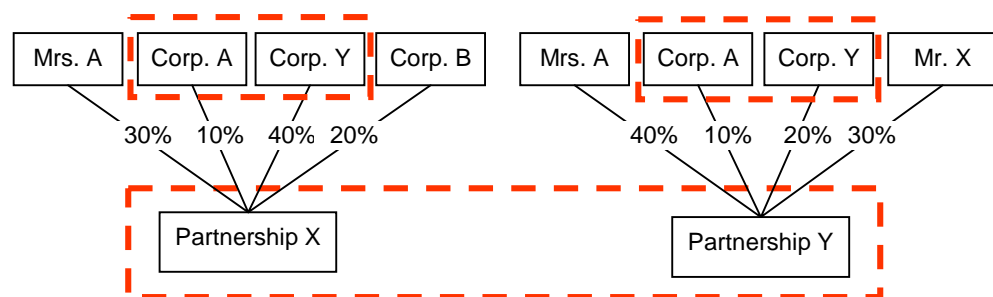 Mrs. A Corp. A Corp. Y Corp. B Mrs. A Corp. A Corp. Y Mr. X
30% 10% 40% 20% 40% 10% 20% 30%
Partnership X Partnership Y